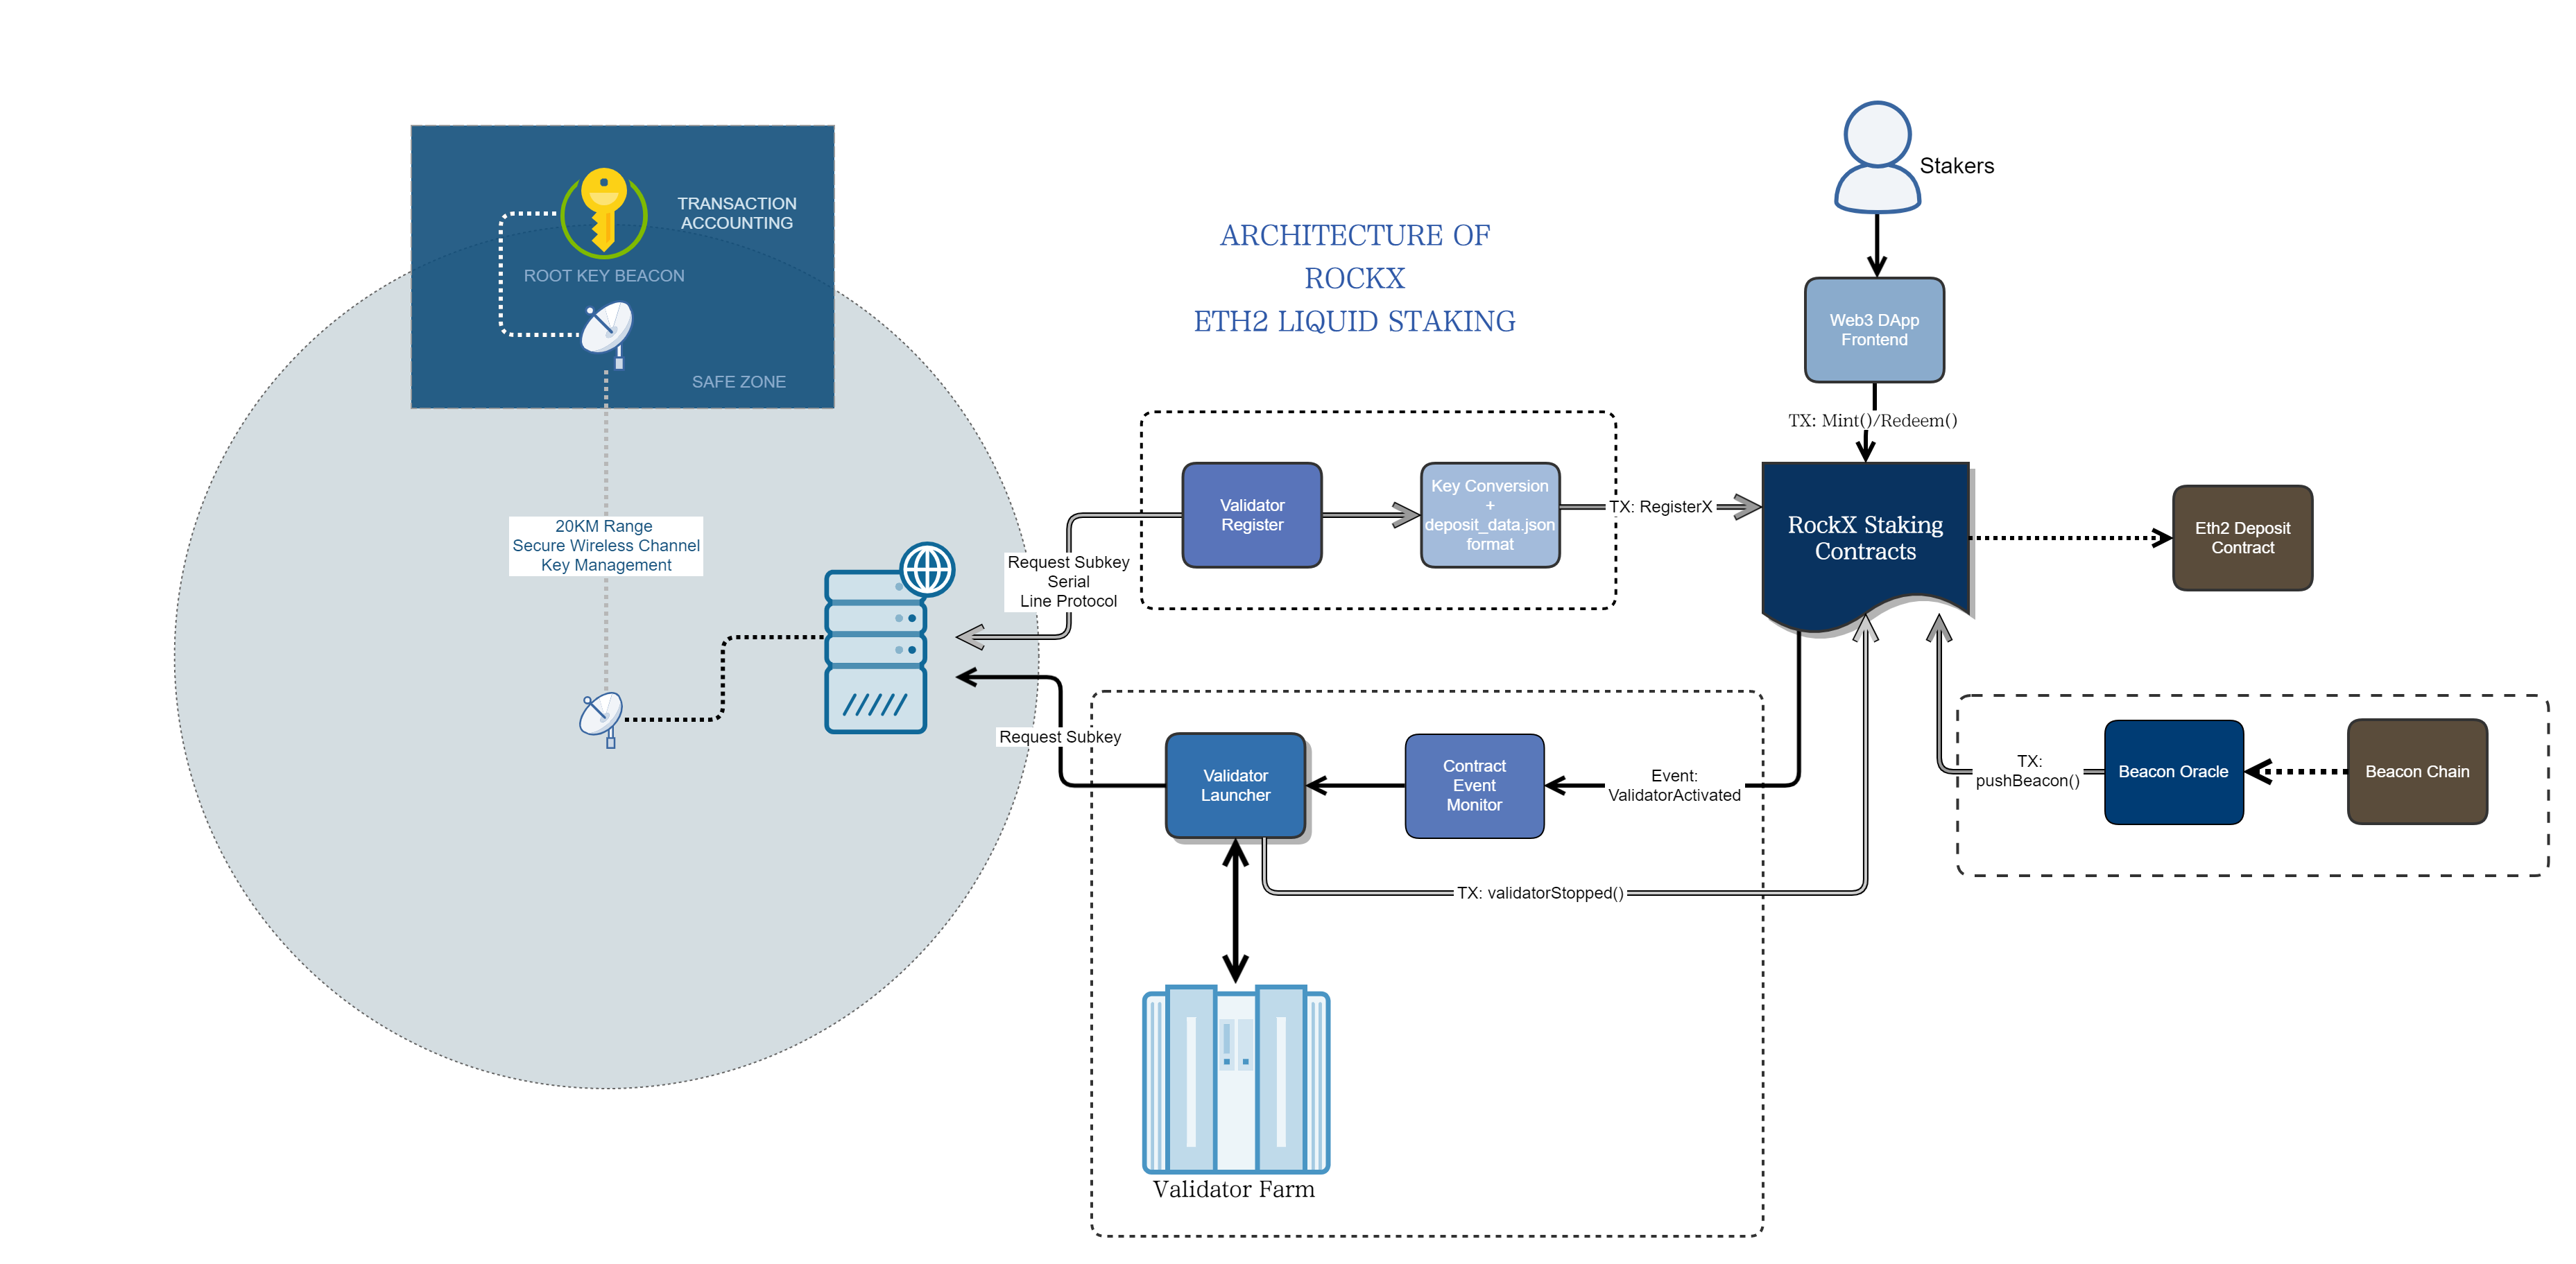 Stakers
TRANSACTION
ACCOUNTING
ROOT KEY BEACON
SAFE ZONE
ARCHITECTURE OF
ROCKX
ETH2 LIQUID STAKING
Web3 DApp
Frontend
TX: Mint()/Redeem()
20KM Range
Secure Wireless Channel
Key Management
Request Subkey
Serial
Line Protocol
Validator
Register
Key Conversion
+
deposit_data.json
format
TX: RegisterX
RockX Staking
Contracts
Eth2 Deposit
Contract
Request Subkey
Validator
Launcher
Contract
Event
Monitor
Event:
ValidatorActivated
TX:
pushBeacon()
Beacon Oracle
Beacon Chain
TX: validatorStopped()
Validator Farm